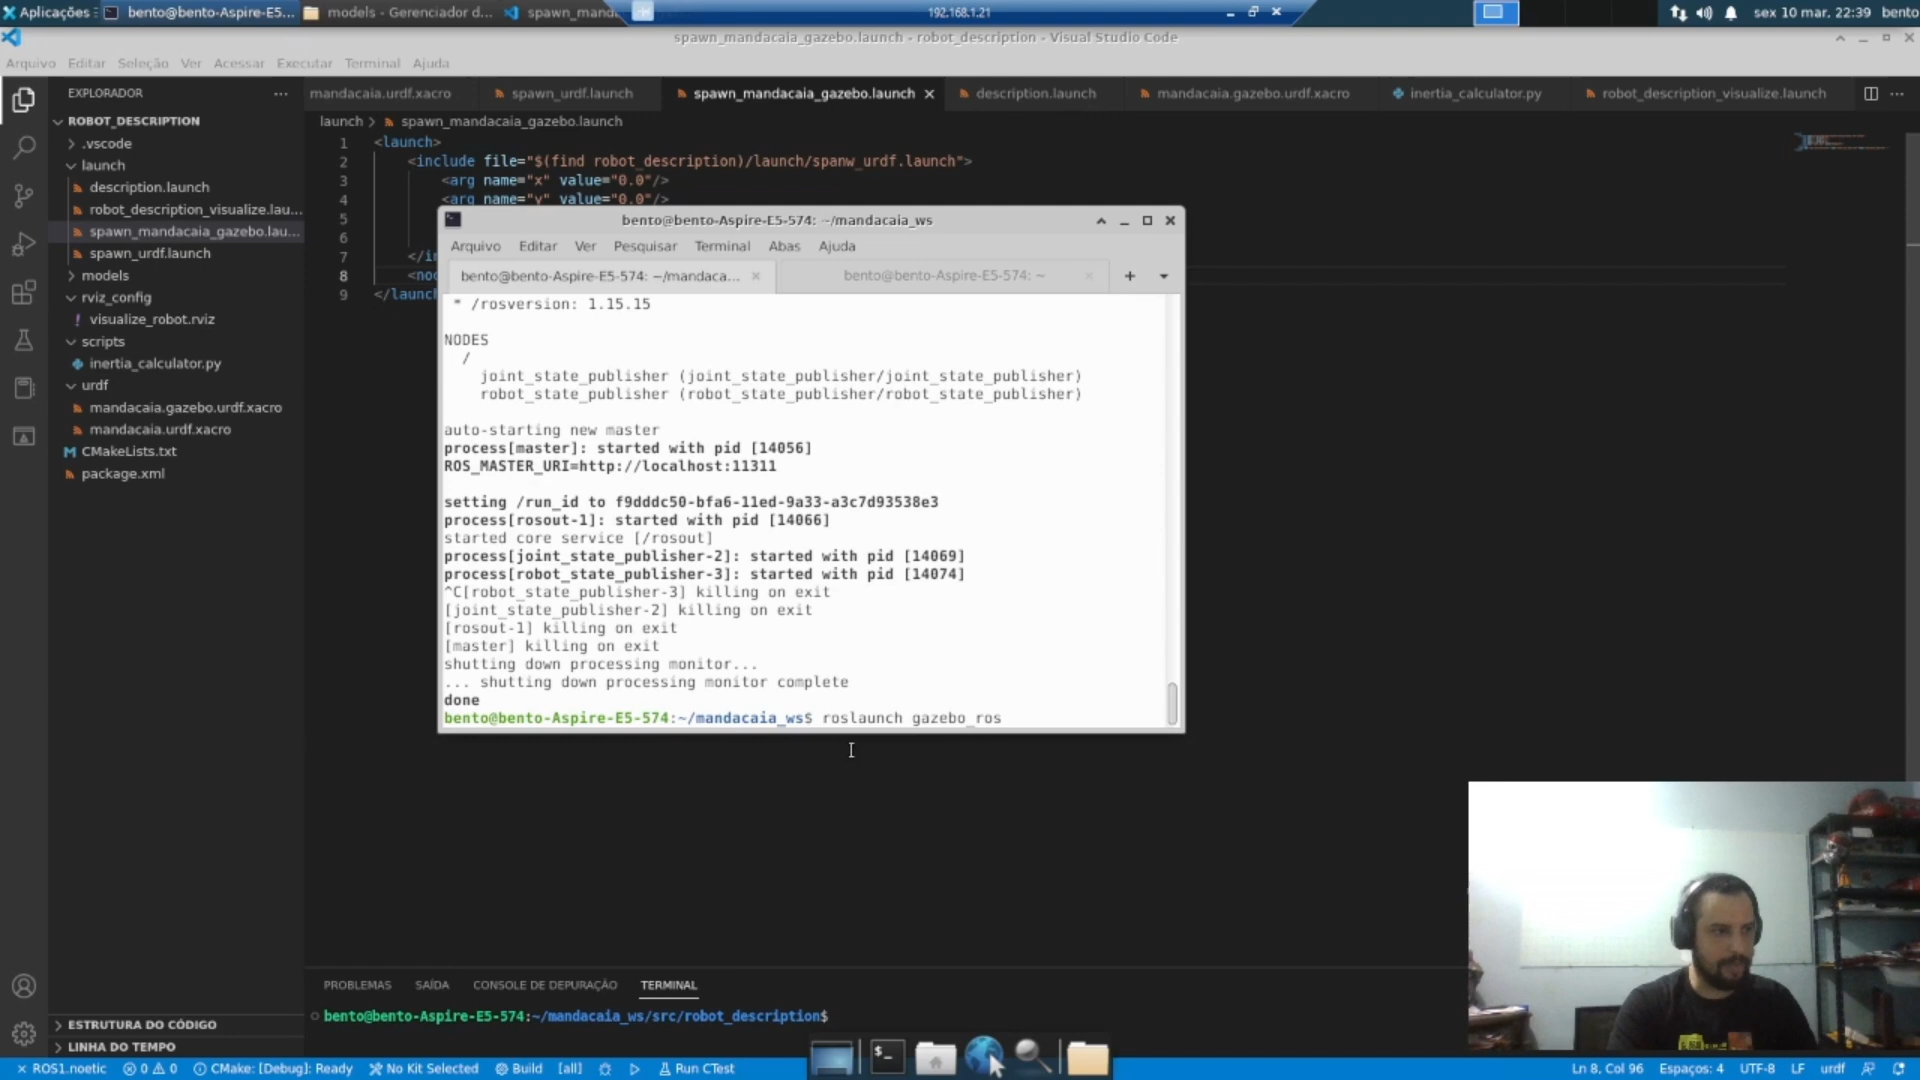 Aplicações
bento@bento-Aspire-E5...
models - Gerenciador d...
192.168.1.21
sex 10 mar, 22:39
bento
spawn_mandacaia_gazebo.launch - robot_description - Visual Studio Code
Arquivo Editar Seleção Ver Acessar Executar Terminal Ajuda
EXPLORADOR
mandacaia.urdf.xacro
spawn_urdf.launch
spawn_mandacaia_gazebo.launch
description.launch
mandacaia.gazebo.urdf.xacro
inertia_calculator.py
robot_description_visualize.launch
ROBOT_DESCRIPTION
.vscode
launch
description.launch
robot_description_visualize.lau...
spawn_mandacaia_gazebo.lau...
spawn_urdf.launch
models
rviz_config
visualize_robot.rviz
scripts
inertia_calculator.py
urdf
mandacaia.gazebo.urdf.xacro
mandacaia.urdf.xacro
CMakeLists.txt
package.xml
ESTRUTURA DO CÓDIGO
LINHA DO TEMPO
launch > spawn_mandacaia_gazebo.launch
1 <launch>
2 <include file="$(find robot_description)/launch/spanw_urdf.launch">
3 <arg name="x" value="0.0"/>
4 <arg name="y" value="0.0"/>
5
6
7 </in
8 <nod
9 </launch
bento@bento-Aspire-E5-574: ~/mandacaia_ws
Arquivo Editar Ver Pesquisar Terminal Abas Ajuda
bento@bento-Aspire-E5-574: ~/mandaca...
bento@bento-Aspire-E5-574: ~
* /rosversion: 1.15.15
NODES
/
joint_state_publisher (joint_state_publisher/joint_state_publisher)
robot_state_publisher (robot_state_publisher/robot_state_publisher)
auto-starting new master
process[master]: started with pid [14056]
ROS_MASTER_URI=http://localhost:11311
setting /run_id to f9dddc50-bfa6-11ed-9a33-a3c7d93538e3
process[rosout-1]: started with pid [14066]
started core service [/rosout]
process[joint_state_publisher-2]: started with pid [14069]
process[robot_state_publisher-3]: started with pid [14074]
^C[robot_state_publisher-3] killing on exit
[joint_state_publisher-2] killing on exit
[rosout-1] killing on exit
[master] killing on exit
shutting down processing monitor...
... shutting down processing monitor complete
done
bento@bento-Aspire-E5-574:~/mandacaia_ws$ roslaunch gazebo_ros
PROBLEMAS SAÍDA CONSOLE DE DEPURAÇÃO TERMINAL
bento@bento-Aspire-E5-574:~/mandacaia_ws/src/robot_description$
ROS1.noetic 0 0 CMake: [Debug]: Ready No Kit Selected Build [all] Run CTest
Ln 8, Col 96 Espaços: 4 UTF-8 LF urdf